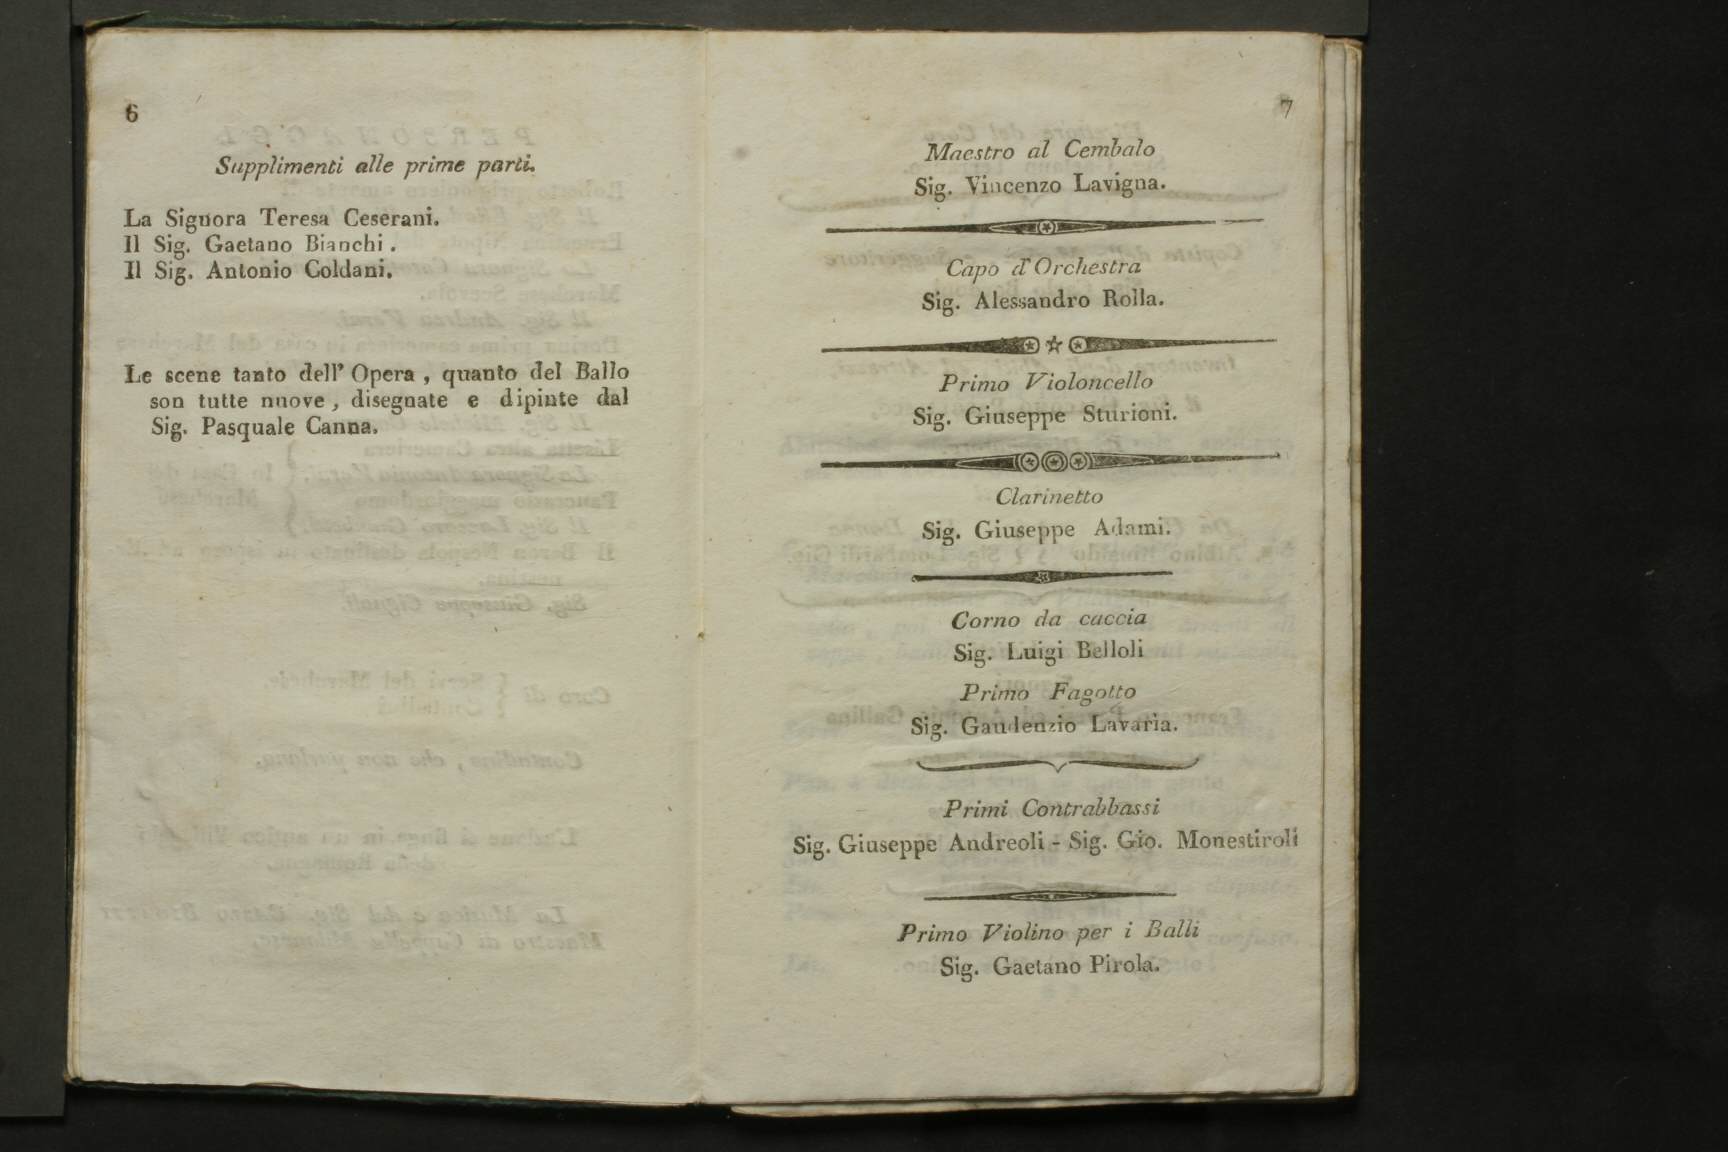 6
Supplimenti alle prime parti.
La Signora Teresa Ceserani.
Il Sig. Gaetano Bianchi .
Il Sig. Antonio Coldani.
Le scene tanto dell' Opera , quanto del Ballo
son tutte nuove , disegnate e dipinte dal
Sig. Pasquale Canna.
7
Maestro al Cembalo
Sig. Vincenzo Lavigna.
Capo d'Orchestra
Sig. Alessandro Rolla.
Primo Violoncello
Sig. Giuseppe Sturioni.
Clarinetto
Sig. Giuseppe Adami.
Corno da caccia
Sig. Luigi Belloli
Primo Fagotto
Sig. Gaudenzio Lavaria.
Primi Contrabbassi
Sig. Giuseppe Andreoli - Sig. Gio. Monestiroli
Primo Violino per i Balli
Sig. Gaetano Pirola.